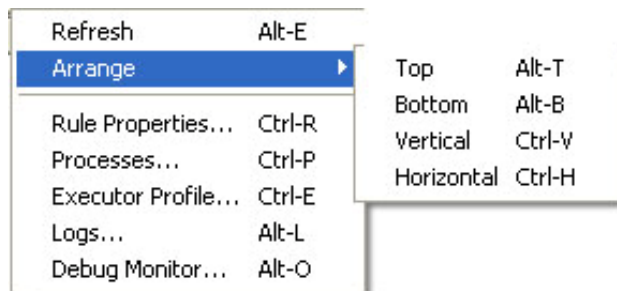 Refresh Alt-E
Arrange
Rule Properties... Ctrl-R
Processes... Ctrl-P
Executor Profile... Ctrl-E
Logs... Alt-L
Debug Monitor... Alt-O
Top Alt-T
Bottom Alt-B
Vertical Ctrl-V
Horizontal Ctrl-H